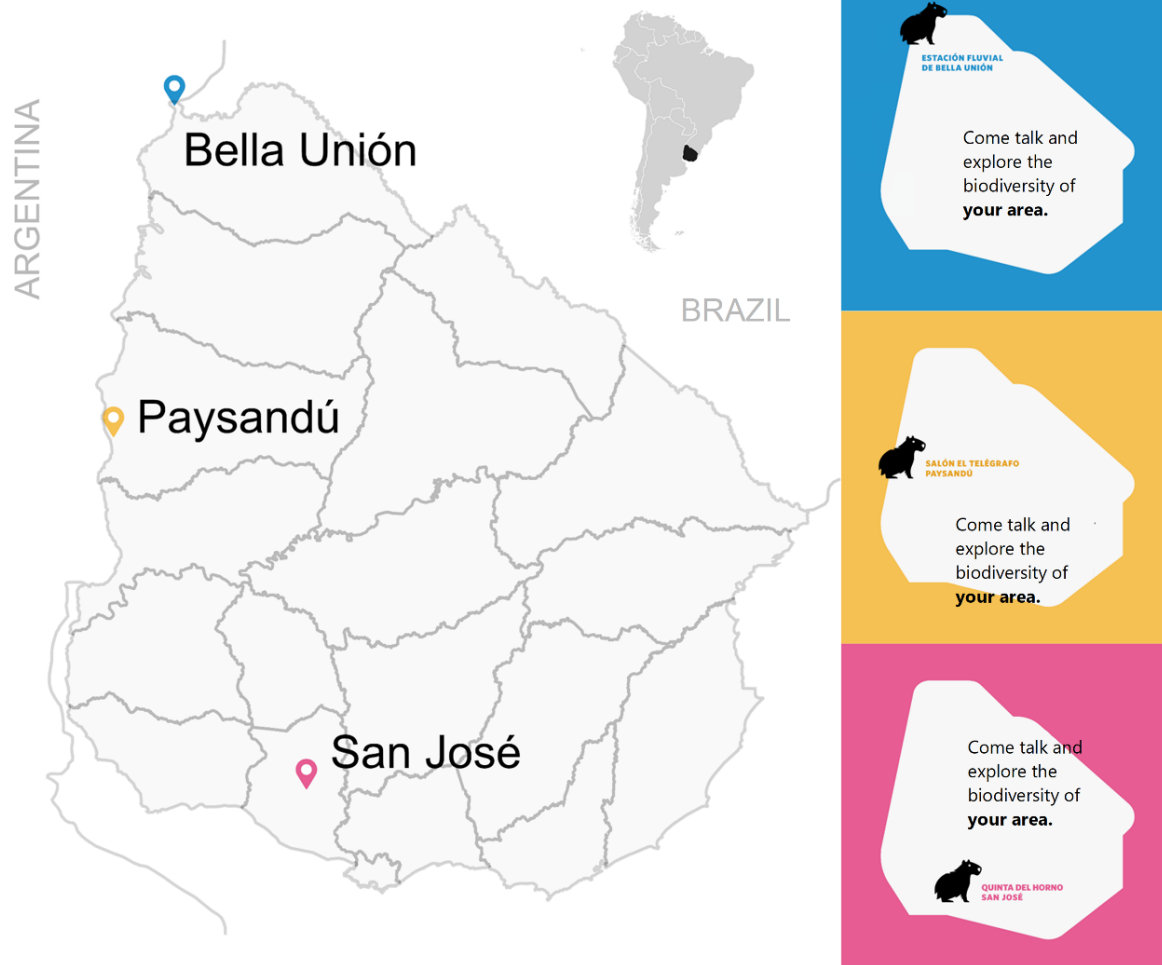 ARGENTINA
Bella Unión
BRAZIL
Paysandú
San José
ESTACIÓN FLUVIAL
DE BELLA UNIÓN
Come talk and
explore the
biodiversity of
your area.
SALÓN EL TELÉGRAFO
PAYSANDÚ
Come talk and
explore the
biodiversity of
your area.
Come talk and
explore the
biodiversity of
your area.
QUINTA DEL HORNO
SAN JOSÉ